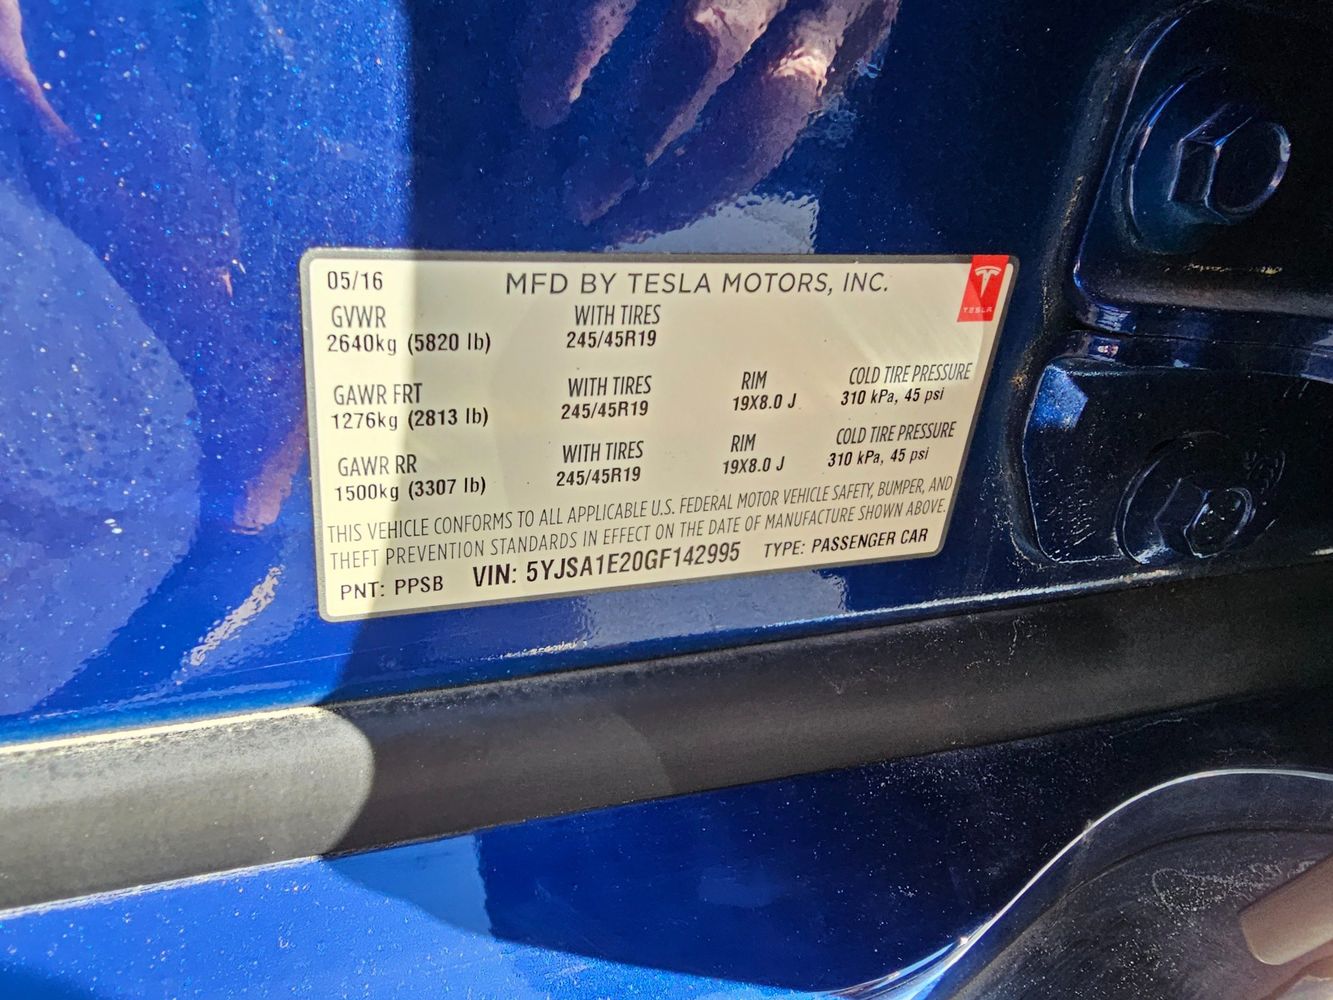 05/16 MFD BY TESLA MOTORS, INC.
TESLA
GVWR WITH TIRES
2640kg (5820 lb) 245/45R19
GAWR FRT WITH TIRES RIM COLD TIRE PRESSURE
1276kg (2813 lb) 245/45R19 19X8.0 J 310 kPa, 45 psi
GAWR RR WITH TIRES RIM COLD TIRE PRESSURE
1500kg (3307 lb) 245/45R19 19X8.0 J 310 kPa, 45 psi
THIS VEHICLE CONFORMS TO ALL APPLICABLE U.S. FEDERAL MOTOR VEHICLE SAFETY, BUMPER, AND
THEFT PREVENTION STANDARDS IN EFFECT ON THE DATE OF MANUFACTURE SHOWN ABOVE.
PNT: PPSB VIN: 5YJSA1E20GF142995 TYPE: PASSENGER CAR